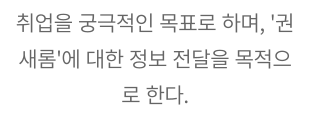 취업을 궁극적인 목표로 하며, '권
새롬'에 대한 정보 전달을 목적으
로 한다.